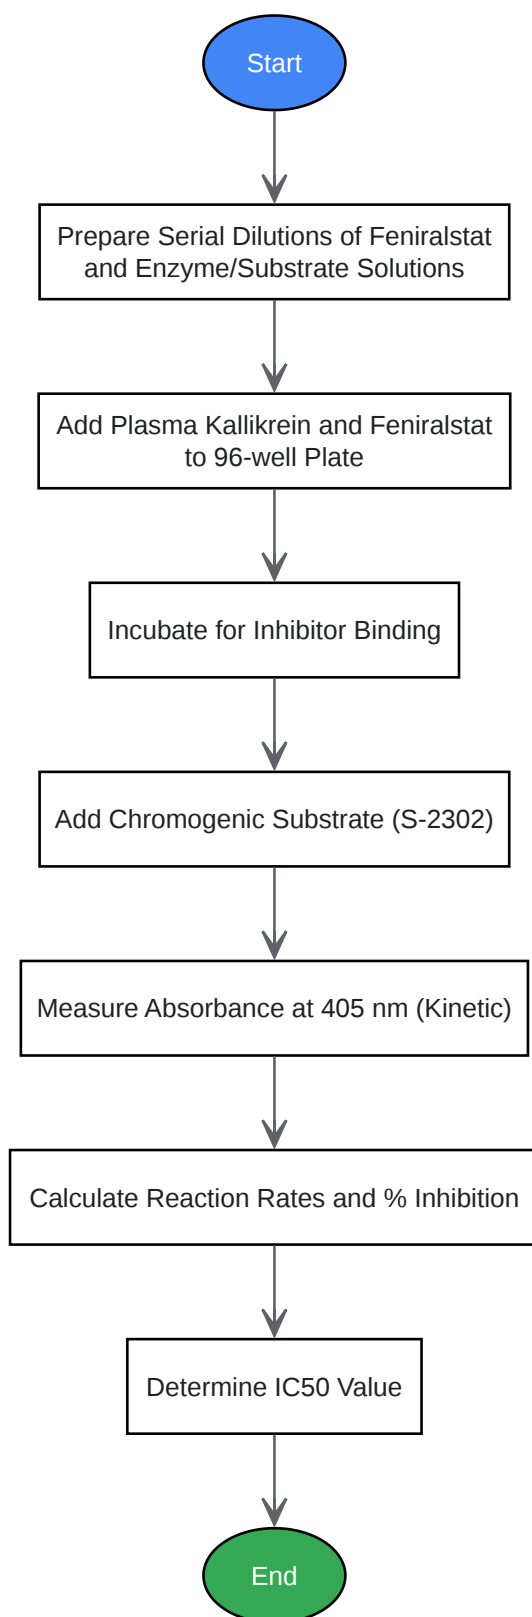 Start
Prepare Serial Dilutions of Feniralstat
and Enzyme/Substrate Solutions
Add Plasma Kallikrein and Feniralstat
to 96-well Plate
Incubate for Inhibitor Binding
Add Chromogenic Substrate (S-2302)
Measure Absorbance at 405 nm (Kinetic)
Calculate Reaction Rates and % Inhibition
Determine IC50 Value
End